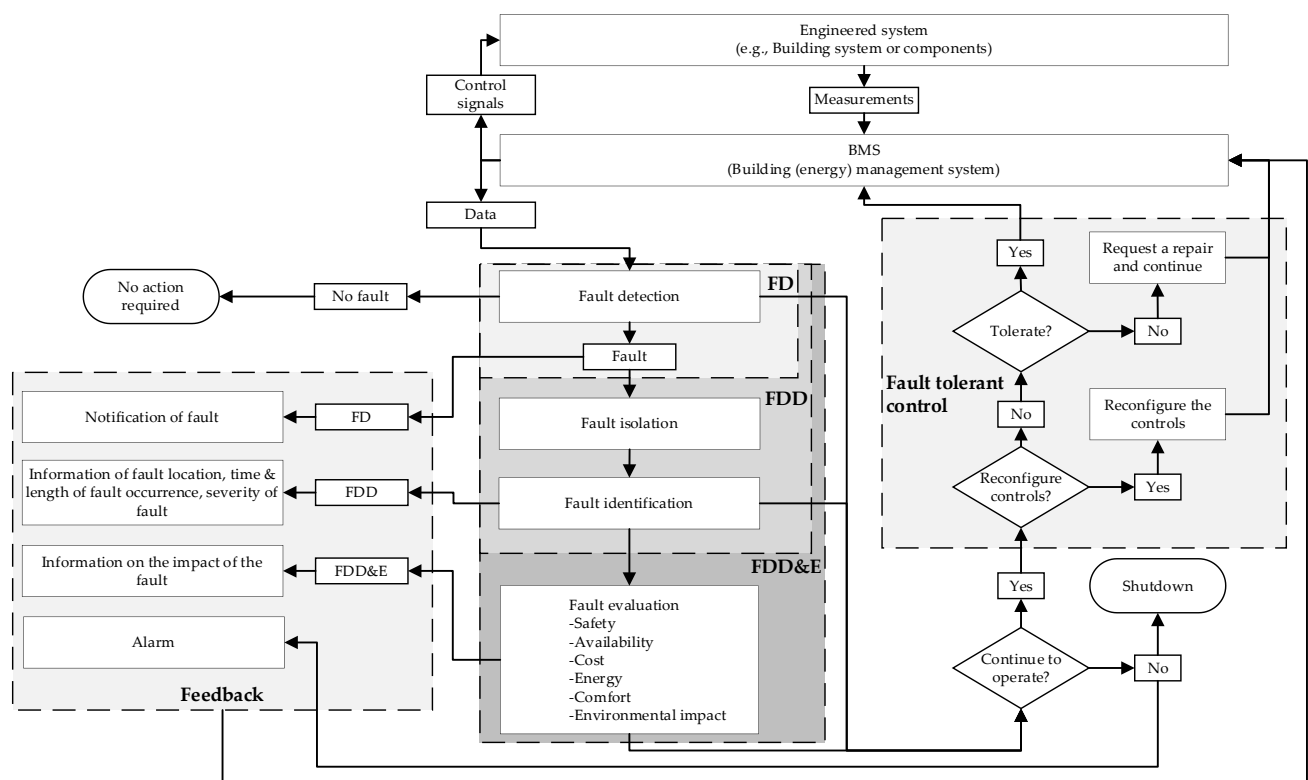 Engineered system
(e.g., Building system or components)
Control
signals
Measurements
BMS
(Building (energy) management system)
Data
Yes
Request a repair
and continue
No action
required
No fault
Fault detection
FD
Tolerate?
No
Fault
Fault tolerant
control
Notification of fault
FD
FDD
Fault isolation
No
Reconfigure the
controls
Information of fault location, time &
length of fault occurrence, severity of
fault
FDD
Fault identification
Reconfigure
controls?
Yes
Information on the impact of the
fault
FDD&E
FDD&E
Yes
Shutdown
Fault evaluation
-Safety
-Availability
-Cost
-Energy
-Comfort
-Environmental impact
Alarm
Continue to
operate?
No
Feedback